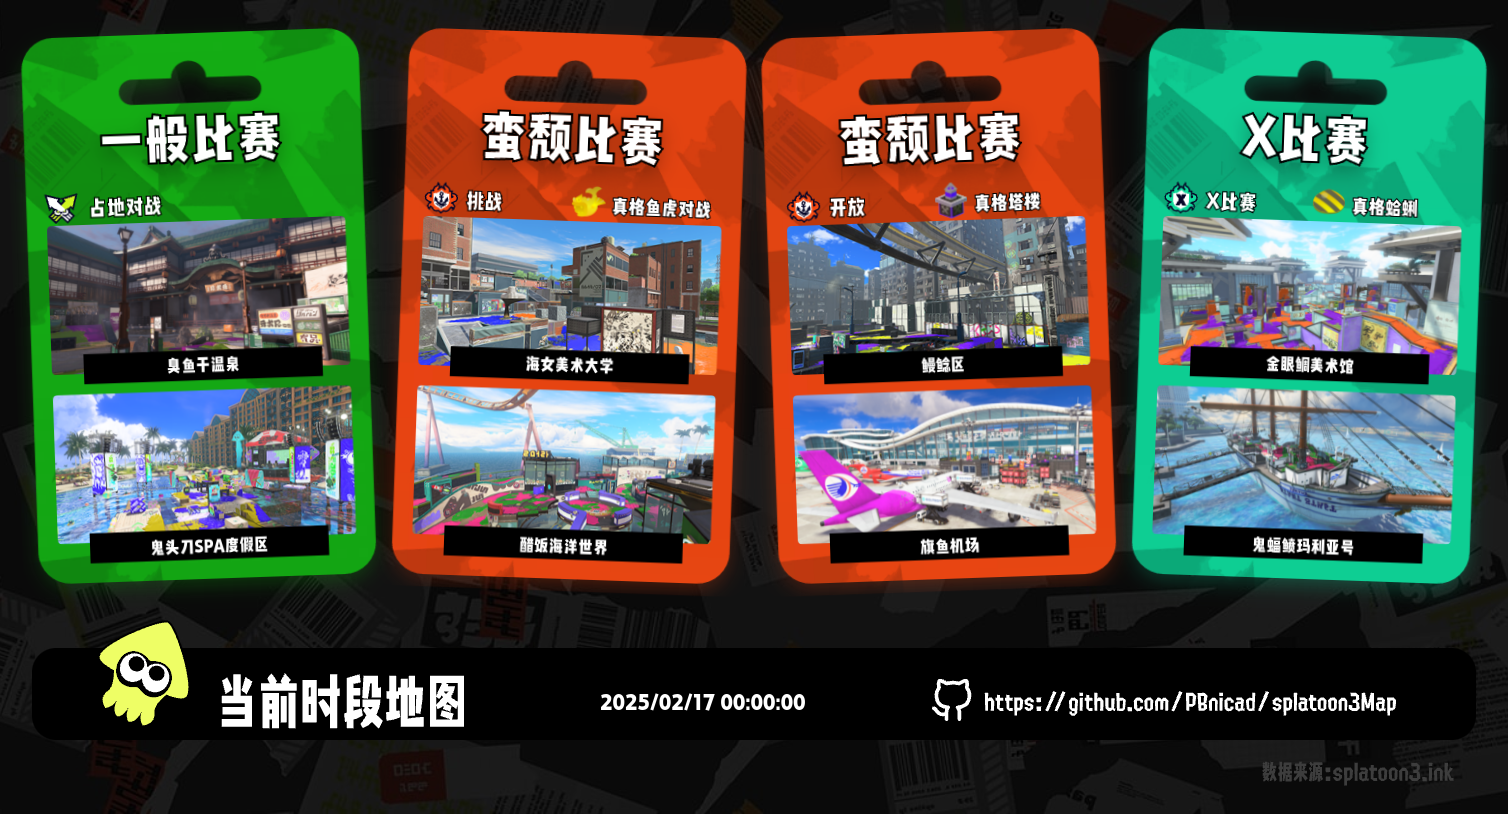 一般比赛
占地对战
臭鱼干温泉
鬼头刀SPA度假区
蛮颓比赛
挑战
真格鱼虎对战
海女美术大学
醋饭海洋世界
蛮颓比赛
开放
真格塔楼
鳗鲶区
旗鱼机场
X比赛
X比赛
真格蛤蜊
金眼鲷美术馆
鬼蝠鲼玛利亚号
当前时段地图
2025/02/17 00:00:00
https://github.com/PBnicad/splatoon3Map
数据来源:splatoon3.ink